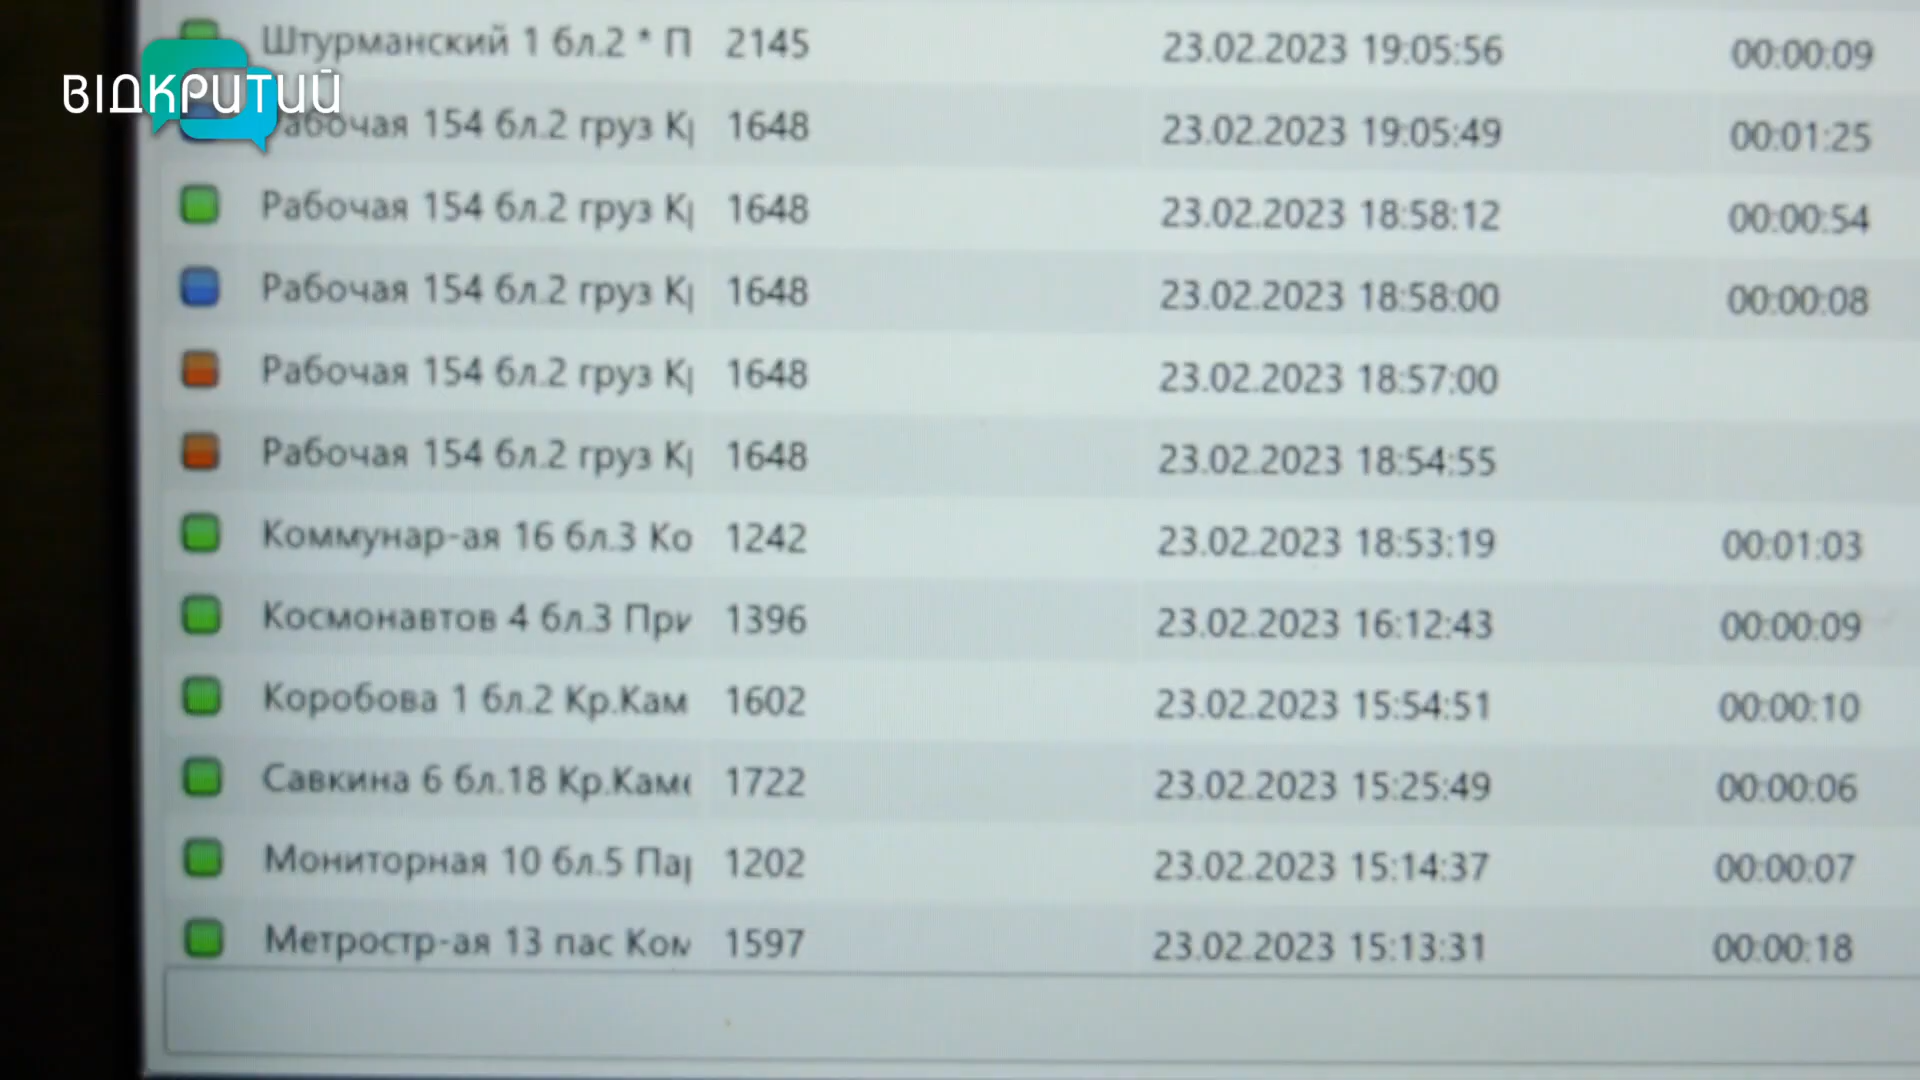 ВІДКРИТИЙ
Штурманский 1 бл.2 * П 2145 23.02.2023 19:05:56 00:00:09
Рабочая 154 бл.2 груз 1648 23.02.2023 19:05:49 00:01:25
Рабочая 154 бл.2 груз 1648 23.02.2023 18:58:12 00:00:54
Рабочая 154 бл.2 груз 1648 23.02.2023 18:58:00 00:00:08
Рабочая 154 бл.2 груз 1648 23.02.2023 18:57:00
Рабочая 154 бл.2 груз 1648 23.02.2023 18:54:55
Коммунар-ая 16 бл.3 Ко 1242 23.02.2023 18:53:19 00:01:03
Космонавтов 4 бл.3 При 1396 23.02.2023 16:12:43 00:00:09
Коробова 1 бл.2 Кр.Кам 1602 23.02.2023 15:54:51 00:00:10
Савкина 6 бл.18 Кр.Каме 1722 23.02.2023 15:25:49 00:00:06
Мониторная 10 бл.5 Пар 1202 23.02.2023 15:14:37 00:00:07
Метростр-ая 13 пас Ком 1597 23.02.2023 15:13:31 00:00:18